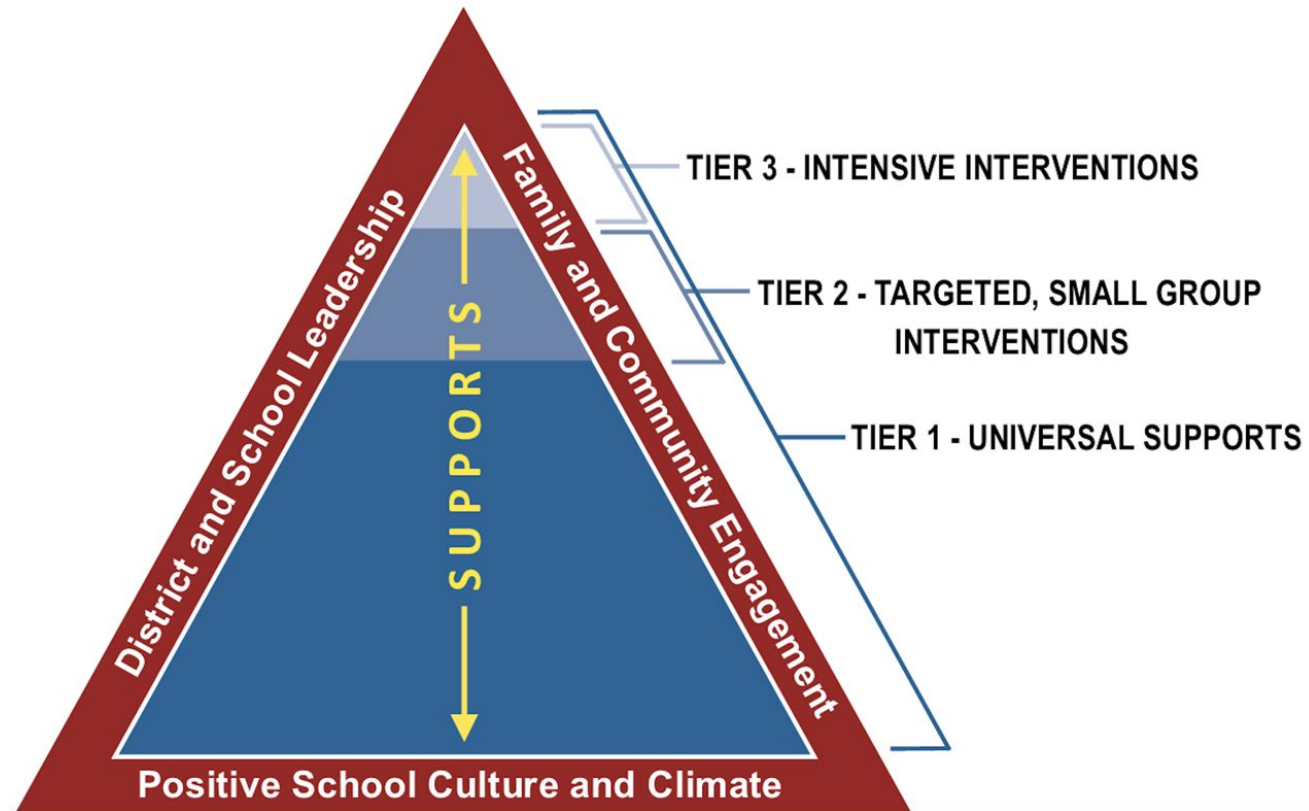 District and School Leadership
Family and Community Engagement
SUPPORTS
Positive School Culture and Climate
TIER 3 - INTENSIVE INTERVENTIONS
TIER 2 - TARGETED, SMALL GROUP
INTERVENTIONS
TIER 1 - UNIVERSAL SUPPORTS